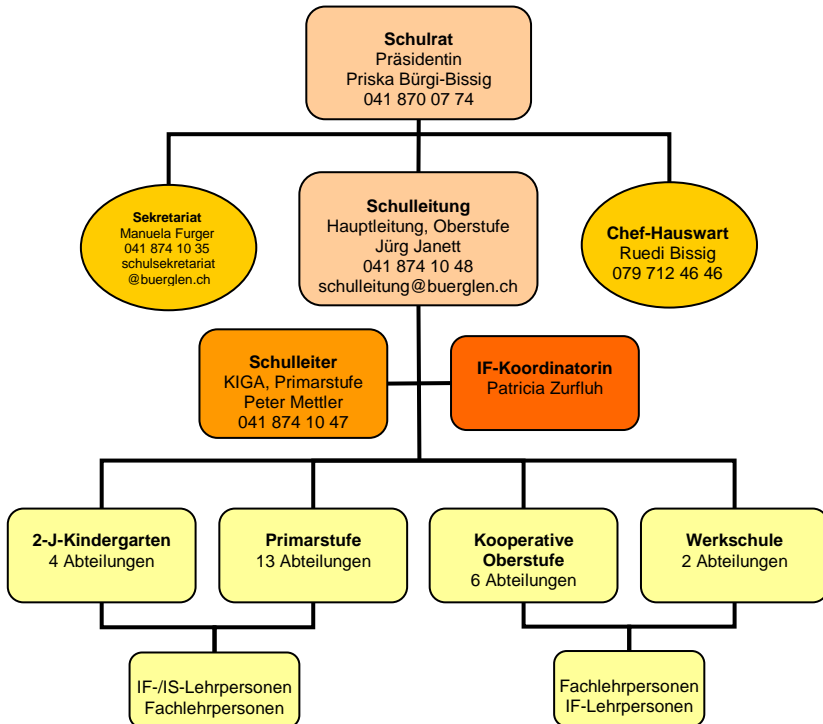 Schulrat
Präsidentin
Priska Bürgi-Bissig
041 870 07 74
Sekretariat
Manuela Furger
041 874 10 35
schulsekretariat
@buerglen.ch
Schulleitung
Hauptleitung, Oberstufe
Jürg Janett
041 874 10 48
schulleitung@buerglen.ch
Chef-Hauswart
Ruedi Bissig
079 712 46 46
Schulleiter
KIGA, Primarstufe
Peter Mettler
041 874 10 47
IF-Koordinatorin
Patricia Zurfluh
2-J-Kindergarten
4 Abteilungen
Primarstufe
13 Abteilungen
Kooperative
Oberstufe
6 Abteilungen
Werkschule
2 Abteilungen
IF-/IS-Lehrpersonen
Fachlehrpersonen
Fachlehrpersonen
IF-Lehrpersonen